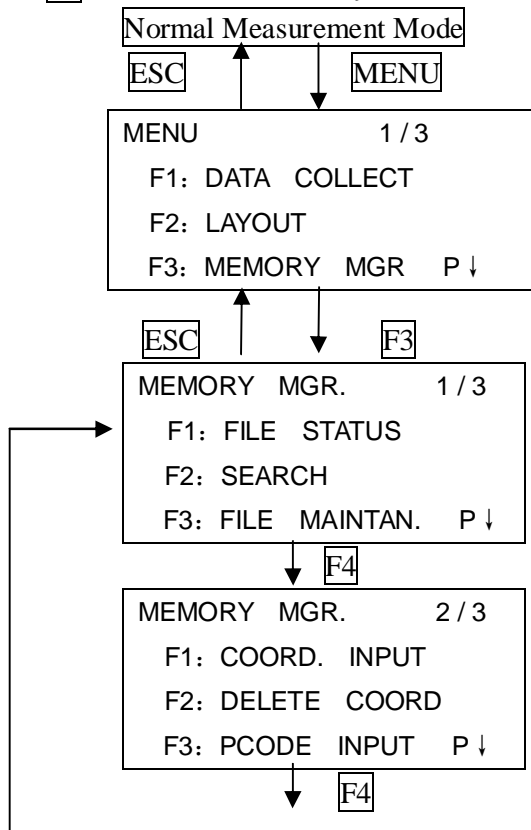 Normal Measurement Mode
ESC MENU
MENU 1 / 3
F1: DATA COLLECT
F2: LAYOUT
F3: MEMORY MGR P↓
ESC F3
MEMORY MGR. 1 / 3
F1: FILE STATUS
F2: SEARCH
F3: FILE MAINTAN. P↓
F4
MEMORY MGR. 2 / 3
F1: COORD. INPUT
F2: DELETE COORD
F3: PCODE INPUT P↓
F4